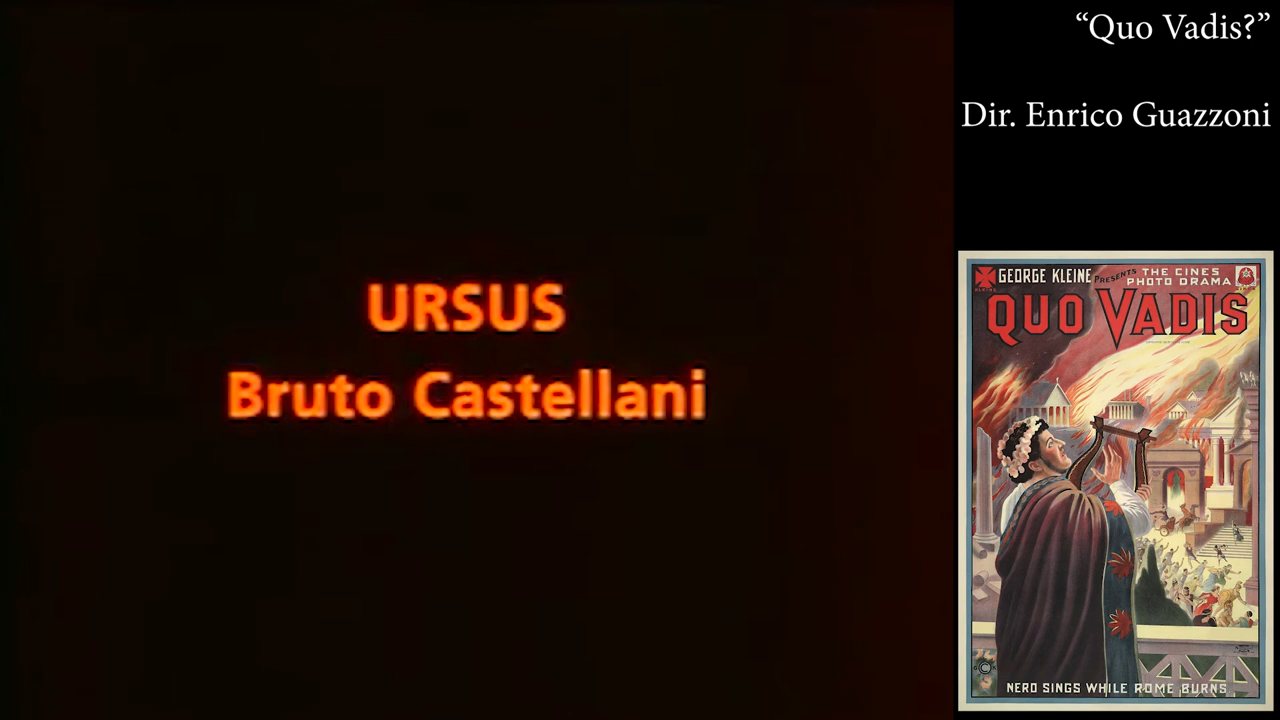 URSUS
Bruto Castellani
“Quo Vadis?”
Dir. Enrico Guazzoni
GEORGE KLEINE PRESENTS THE CINES
PHOTO DRAMA
QUO VADIS
NERO SINGS WHILE ROME BURNS